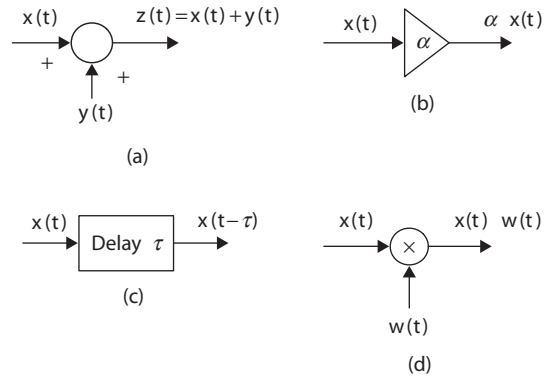 x(t)
z(t)=x(t)+y(t)
+
+
y(t)
(a)
x(t)
α
α x(t)
(b)
x(t)
Delay τ
x(t−τ)
(c)
x(t)
×
x(t) w(t)
w(t)
(d)